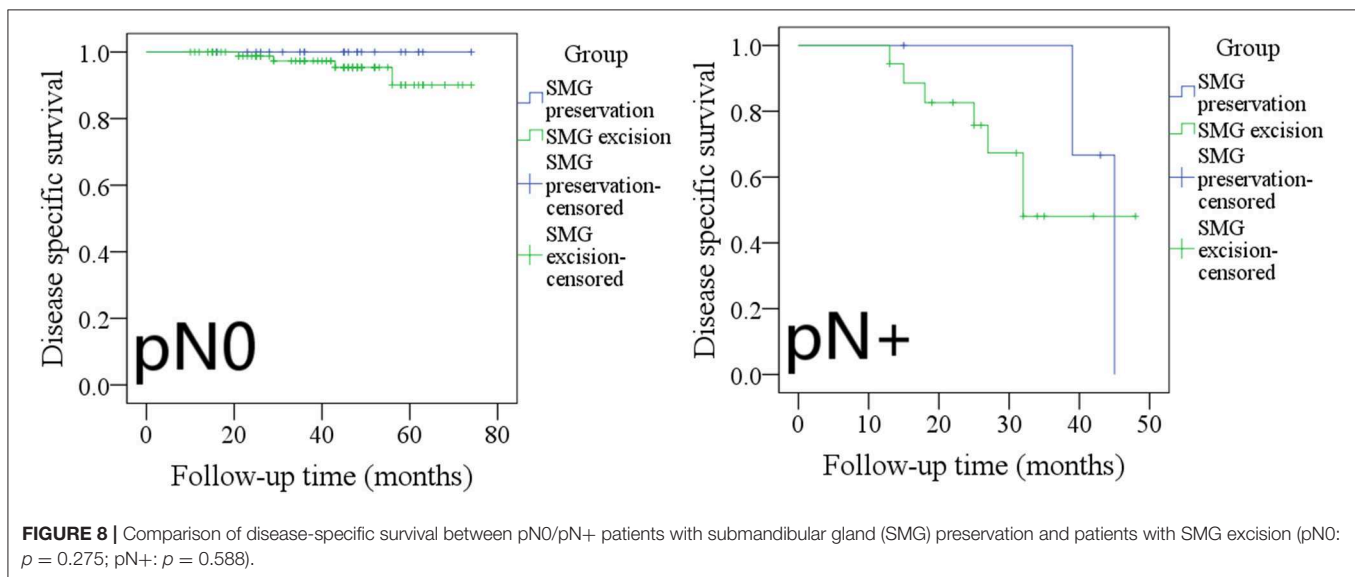 Disease specific survival
1.0
0.8
0.6
0.4
0.2
0.0
pN0
0 20 40 60 80
Follow-up time (months)
Group
SMG
preservation
SMG excision
SMG
preservation-
censored
SMG
excision-
censored
Disease specific survival
1.0
0.8
0.6
0.4
0.2
0.0
pN+
0 10 20 30 40 50
Follow-up time (months)
Group
SMG
preservation
SMG excision
SMG
preservation-
censored
SMG
excision-
censored
FIGURE 8 | Comparison of disease-specific survival between pN0/pN+ patients with submandibular gland (SMG) preservation and patients with SMG excision (pN0:
p = 0.275; pN+: p = 0.588).